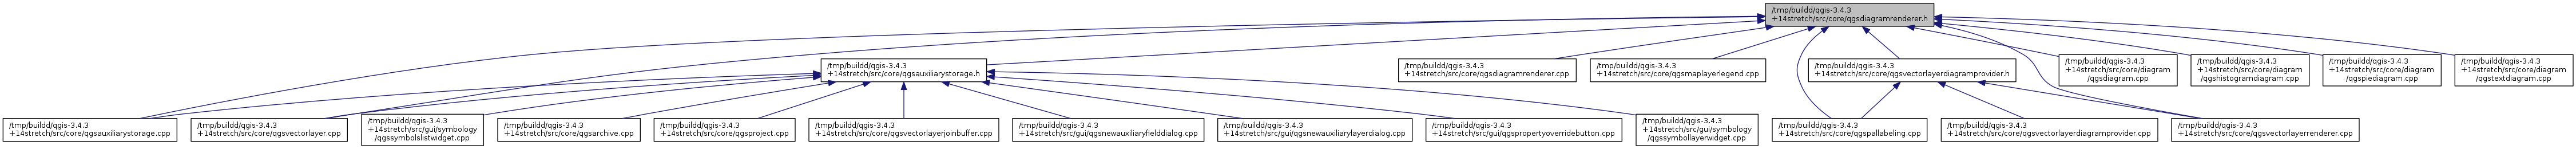 /tmp/buildd/qgis-3.4.3
+14stretch/src/core/qgsdiagramrenderer.h
/tmp/buildd/qgis-3.4.3
+14stretch/src/core/qgsauxiliarystorage.h
/tmp/buildd/qgis-3.4.3
+14stretch/src/core/qgsdiagramrenderer.cpp
/tmp/buildd/qgis-3.4.3
+14stretch/src/core/qgsmaplayerlegend.cpp
/tmp/buildd/qgis-3.4.3
+14stretch/src/core/qgsvectorlayerdiagramprovider.h
/tmp/buildd/qgis-3.4.3
+14stretch/src/core/diagram
/qgsdiagram.cpp
/tmp/buildd/qgis-3.4.3
+14stretch/src/core/diagram
/qgshistogramdiagram.cpp
/tmp/buildd/qgis-3.4.3
+14stretch/src/core/diagram
/qgspiediagram.cpp
/tmp/buildd/qgis-3.4.3
+14stretch/src/core/diagram
/qgstextdiagram.cpp
/tmp/buildd/qgis-3.4.3
+14stretch/src/core/qgsauxiliarystorage.cpp
/tmp/buildd/qgis-3.4.3
+14stretch/src/core/qgsvectorlayer.cpp
/tmp/buildd/qgis-3.4.3
+14stretch/src/gui/symbology
/qgssymbolslistwidget.cpp
/tmp/buildd/qgis-3.4.3
+14stretch/src/core/qgsarchive.cpp
/tmp/buildd/qgis-3.4.3
+14stretch/src/core/qgsproject.cpp
/tmp/buildd/qgis-3.4.3
+14stretch/src/core/qgsvectorlayerjoinbuffer.cpp
/tmp/buildd/qgis-3.4.3
+14stretch/src/gui/qgsnewauxiliaryfielddialog.cpp
/tmp/buildd/qgis-3.4.3
+14stretch/src/gui/qgsnewauxiliarylayerdialog.cpp
/tmp/buildd/qgis-3.4.3
+14stretch/src/gui/qgspropertyoverridebutton.cpp
/tmp/buildd/qgis-3.4.3
+14stretch/src/gui/symbology
/qgssymbollayerwidget.cpp
/tmp/buildd/qgis-3.4.3
+14stretch/src/core/qgspallabeling.cpp
/tmp/buildd/qgis-3.4.3
+14stretch/src/core/qgsvectorlayerdiagramprovider.cpp
/tmp/buildd/qgis-3.4.3
+14stretch/src/core/qgsvectorlayerrenderer.cpp